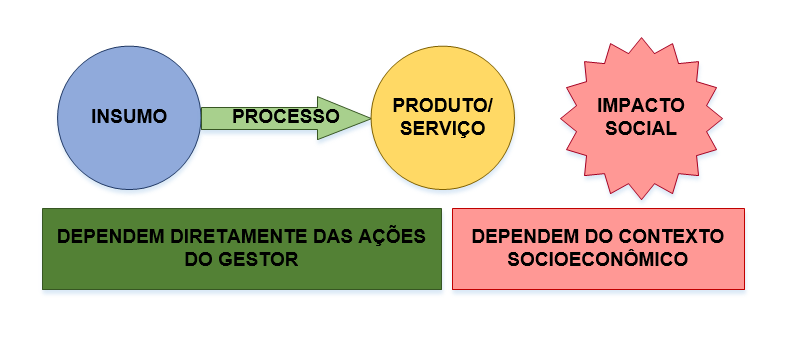 INSUMO
PROCESSO
PRODUTO/
SERVIÇO
IMPACTO
SOCIAL
DEPENDEM DIRETAMENTE DAS AÇÕES
DO GESTOR
DEPENDEM DO CONTEXTO
SOCIOECONÔMICO